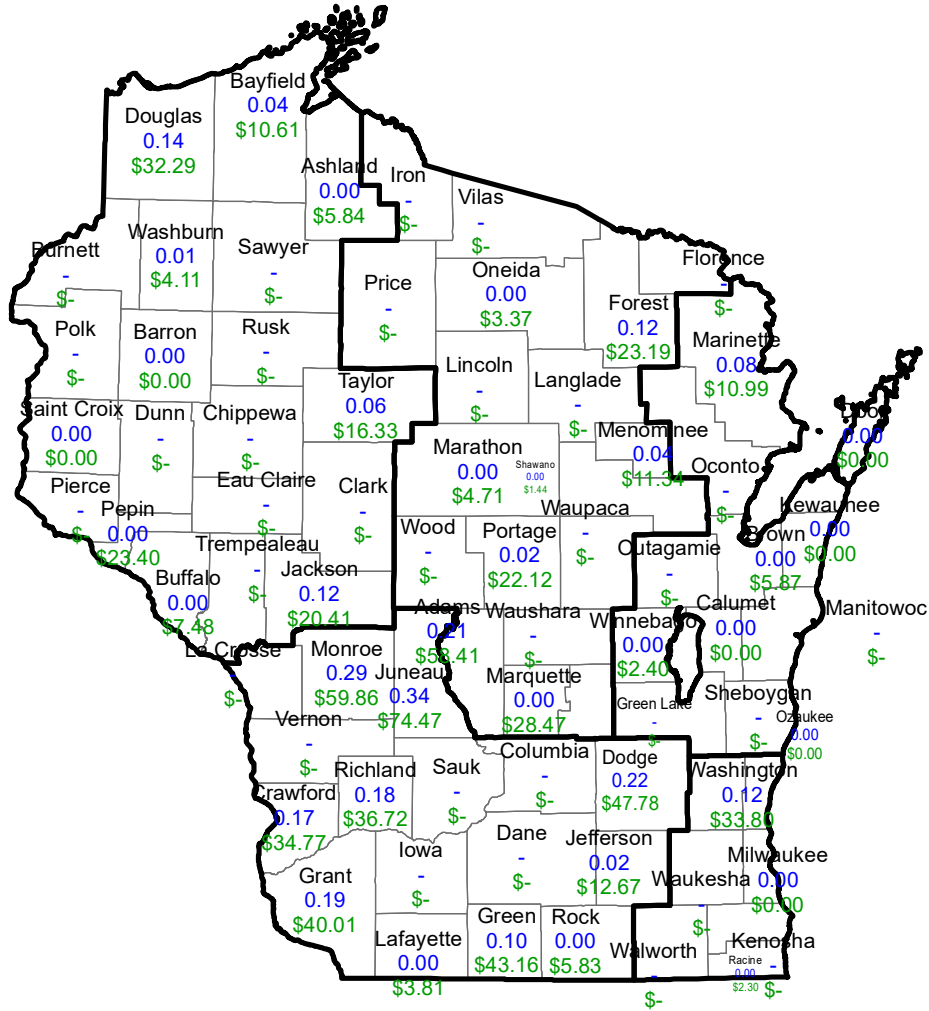 Bayfield
0.04
$10.61
Douglas
0.14
$32.29
Ashland
0.00
$5.84
Iron
-
$-
Vilas
-
$-
Burnett
-
$-
Washburn
0.01
$4.11
Sawyer
-
$-
Florence
-
$-
Price
-
$-
Oneida
0.00
$3.37
Forest
0.12
$23.19
Marinette
0.08
$10.99
Polk
-
$-
Barron
0.00
$0.00
Rusk
-
$-
Lincoln
-
$-
Langlade
-
$-
Taylor
0.06
$16.33
Saint Croix
0.00
$0.00
Dunn
-
$-
Chippewa
-
$-
Door
0.00
$0.00
Menominee
0.04
$11.34
Marathon
0.00
$4.71
Shawano
0.00
$1.44
Oconto
-
$-
Pierce
-
$-
Eau Claire
-
$-
Clark
-
$-
Pepin
0.00
$23.40
Waupaca
-
$-
Kewaunee
0.00
$0.00
Wood
-
$-
Portage
0.02
$22.12
Brown
0.00
$5.87
Outagamie
-
$-
Trempealeau
-
$-
Jackson
0.12
$20.41
Buffalo
0.00
$7.48
Adams
0.21
$58.41
Waushara
-
$-
Winnebago
0.00
$2.40
Calumet
0.00
$0.00
Manitowoc
-
$-
La Crosse
-
$-
Monroe
0.29
$59.86
Juneau
0.34
$74.47
Marquette
0.00
$28.47
Green Lake
-
$-
Sheboygan
-
$-
Ozaukee
0.00
$0.00
Vernon
-
$-
Columbia
-
$-
Dodge
0.22
$47.78
Washington
0.12
$33.80
Richland
0.18
$36.72
Sauk
-
$-
Crawford
0.17
$34.77
Dane
-
$-
Jefferson
0.02
$12.67
Iowa
-
$-
Milwaukee
0.00
$0.00
Waukesha
-
$-
Grant
0.19
$40.01
Green
0.10
$43.16
Rock
0.00
$5.83
Lafayette
0.00
$3.81
Walworth
-
$-
Kenosha
-
$-
Racine
0.00
$2.30